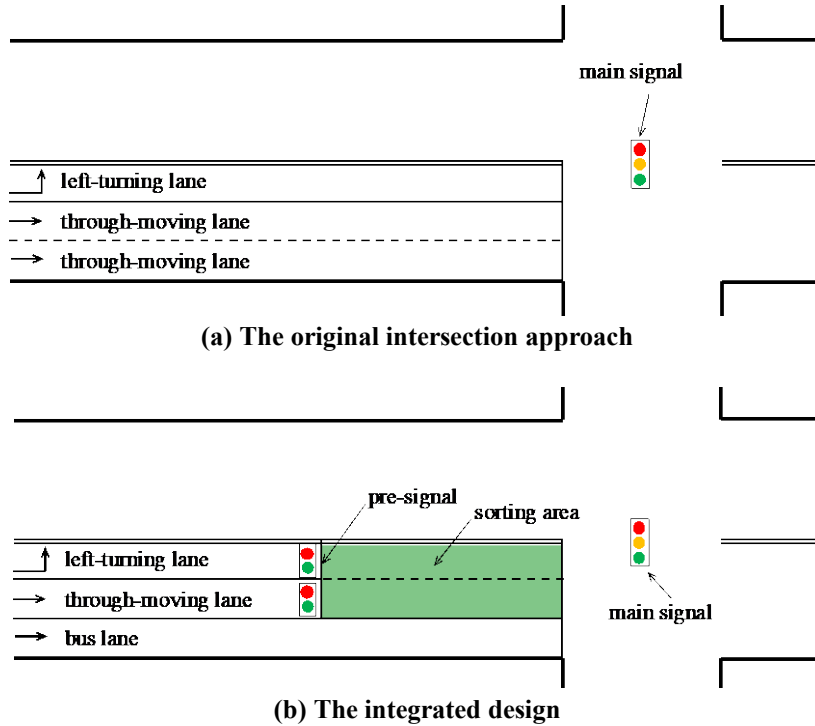 main signal
left-turning lane
through-moving lane
through-moving lane
(a) The original intersection approach
pre-signal
sorting area
left-turning lane
through-moving lane
main signal
bus lane
(b) The integrated design